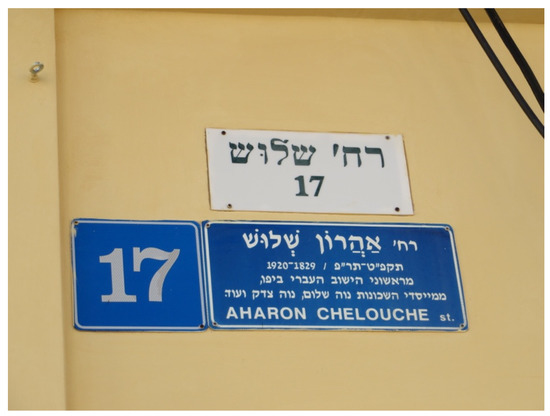 רח' שלוש
17
17
רח' אַהֲרוֹן שְׁלוּשׁ
תקפ"ט-תר"פ / 1829-1920
מראשוני הישוב העברי ביפו,
ממייסדי השכונות נוה שלום, נוה צדק ועוד.
AHARON CHELOUCHE st.